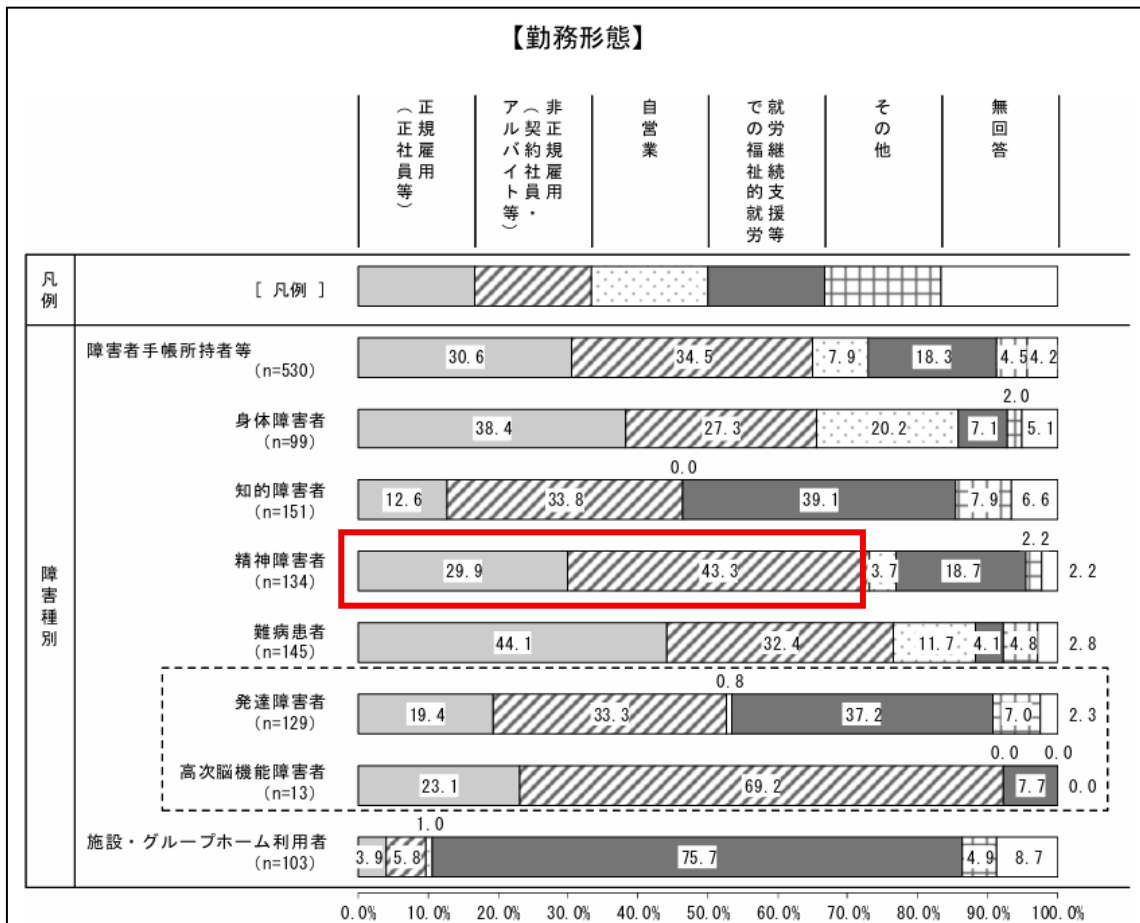 【勤務形態】
正規雇用
（正社員等）
非正規雇用
（契約社員・
アルバイト等）
自営業
就労継続支援等
での福祉的就労
その他
無回答
凡例
[ 凡例 ]
障害種別
障害者手帳所持者等
(n=530)
30.6 34.5 7.9 18.3 4.5 4.2
2.0
身体障害者
(n=99)
38.4 27.3 20.2 7.1 5.1
0.0
知的障害者
(n=151)
12.6 33.8 39.1 7.9 6.6
2.2
精神障害者
(n=134)
29.9 43.3 3.7 18.7 2.2
難病患者
(n=145)
44.1 32.4 11.7 4.1 4.8 2.8
0.8
発達障害者
(n=129)
19.4 33.3 37.2 7.0 2.3
0.0 0.0
高次脳機能障害者
(n=13)
23.1 69.2 7.7 0.0
1.0
施設・グループホーム利用者
(n=103)
3.9 5.8 75.7 4.9 8.7
0.0% 10.0% 20.0% 30.0% 40.0% 50.0% 60.0% 70.0% 80.0% 90.0% 100.0%